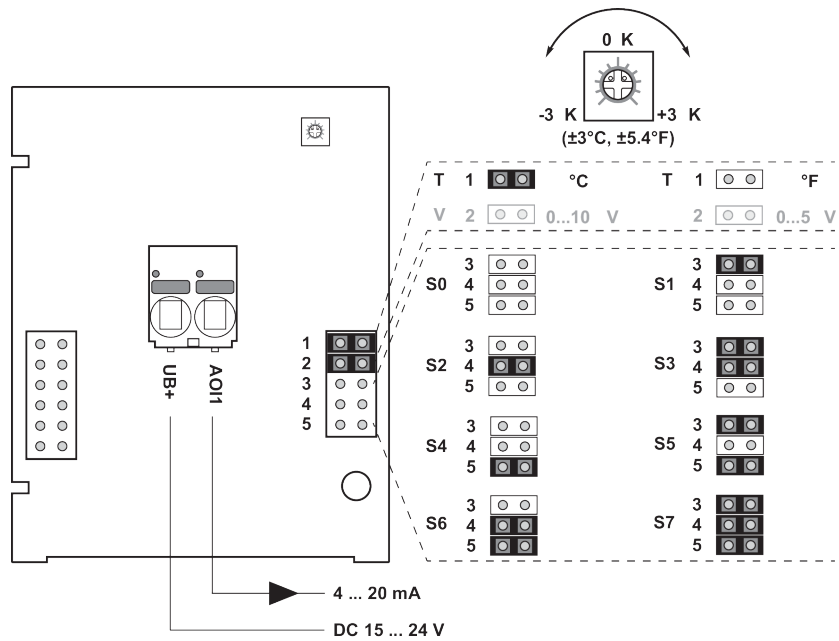 0 K
-3 K +3 K
(±3°C, ±5.4°F)
T 1 °C T 1 °F
V 2 0...10 V 2 0...5 V
3 3
S0 4 S1 4
5 5
3 3
S2 4 S3 4
5 5
3 3
S4 4 S5 4
5 5
3 3
S6 4 S7 4
5 5
1
2
3
4
5
UB+
AOI1
4 ... 20 mA
DC 15 ... 24 V